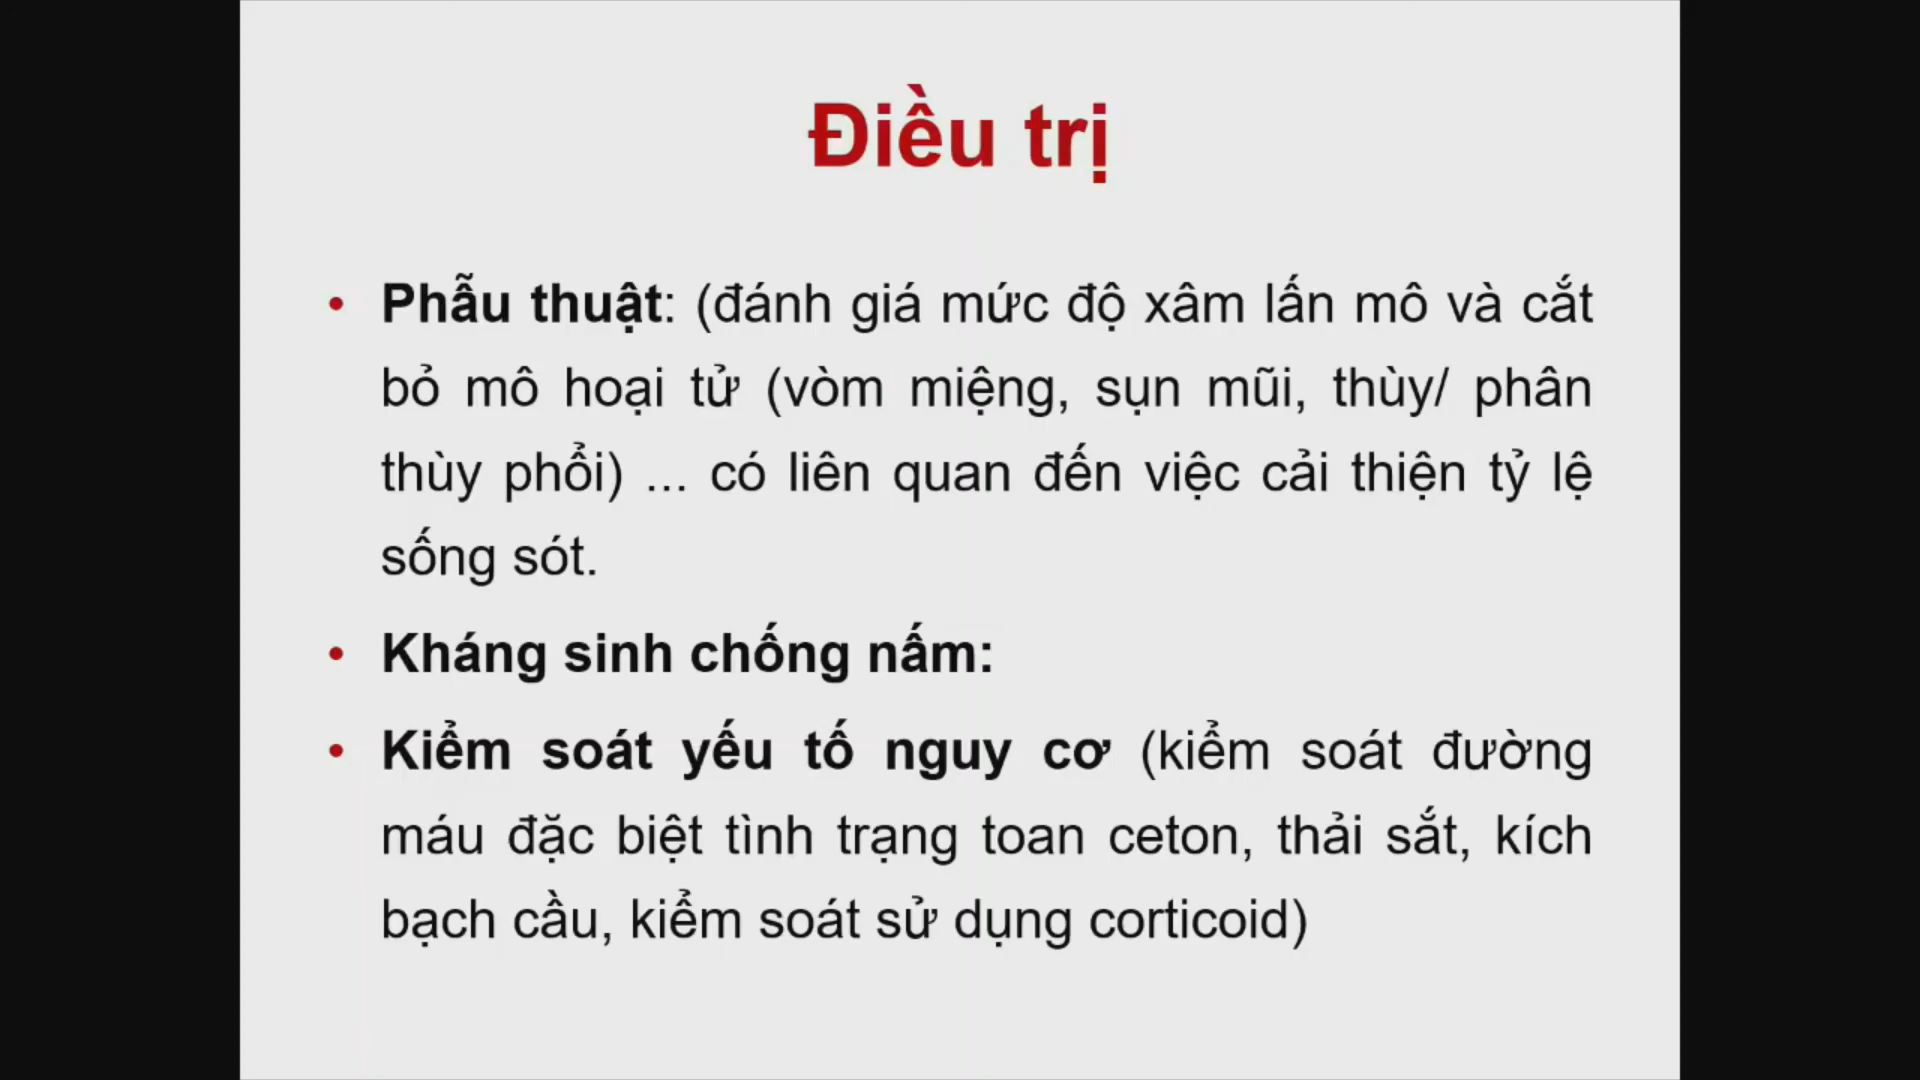 Điều trị
• Phẫu thuật: (đánh giá mức độ xâm lấn mô và cắt
bỏ mô hoại tử (vòm miệng, sụn mũi, thùy/ phân
thùy phổi) ... có liên quan đến việc cải thiện tỷ lệ
sống sót.
• Kháng sinh chống nấm:
• Kiểm soát yếu tố nguy cơ (kiểm soát đường
máu đặc biệt tình trạng toan ceton, thải sắt, kích
bạch cầu, kiểm soát sử dụng corticoid)